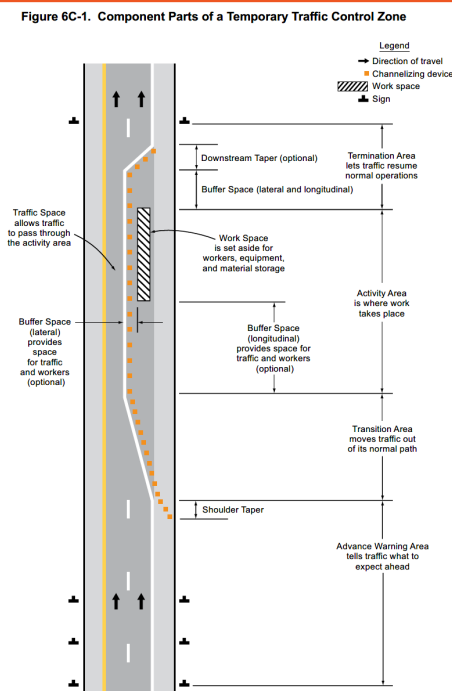 Figure 6C-1. Component Parts of a Temporary Traffic Control Zone
Legend
Direction of travel
Channelizing device
Work space
Sign
Downstream Taper (optional)
Termination Area
lets traffic resume
normal operations
Buffer Space (lateral and longitudinal)
Traffic Space
allows traffic
to pass through
the activity area
Work Space
is set aside for
workers, equipment,
and material storage
Activity Area
is where work
takes place
Buffer Space
(lateral)
provides
space
for traffic
and workers
(optional)
Buffer Space
(longitudinal)
provides space for
traffic and workers
(optional)
Transition Area
moves traffic out
of its normal path
Shoulder Taper
Advance Warning Area
tells traffic what to
expect ahead